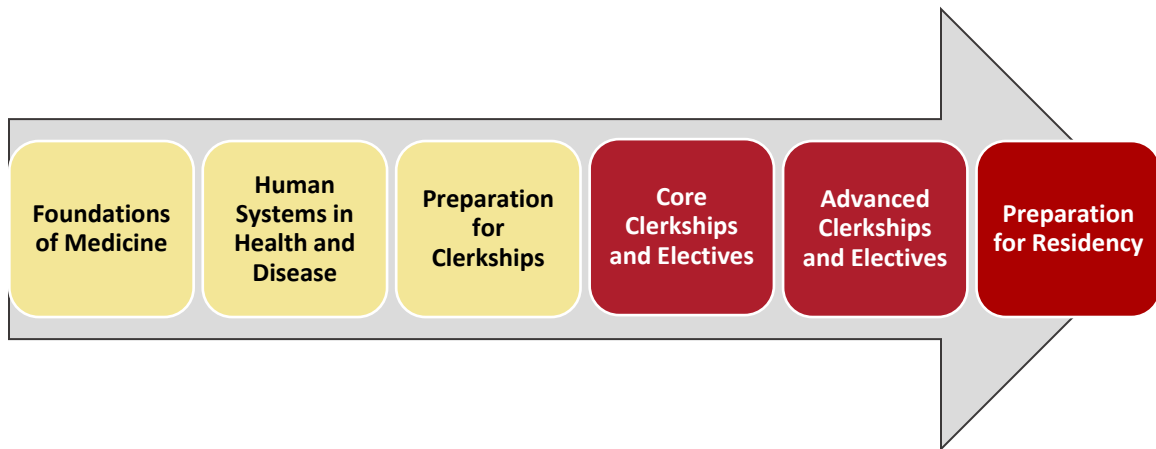 Foundations
of Medicine
Human
Systems in
Health and
Disease
Preparation
for
Clerkships
Core
Clerkships
and Electives
Advanced
Clerkships
and Electives
Preparation
for Residency